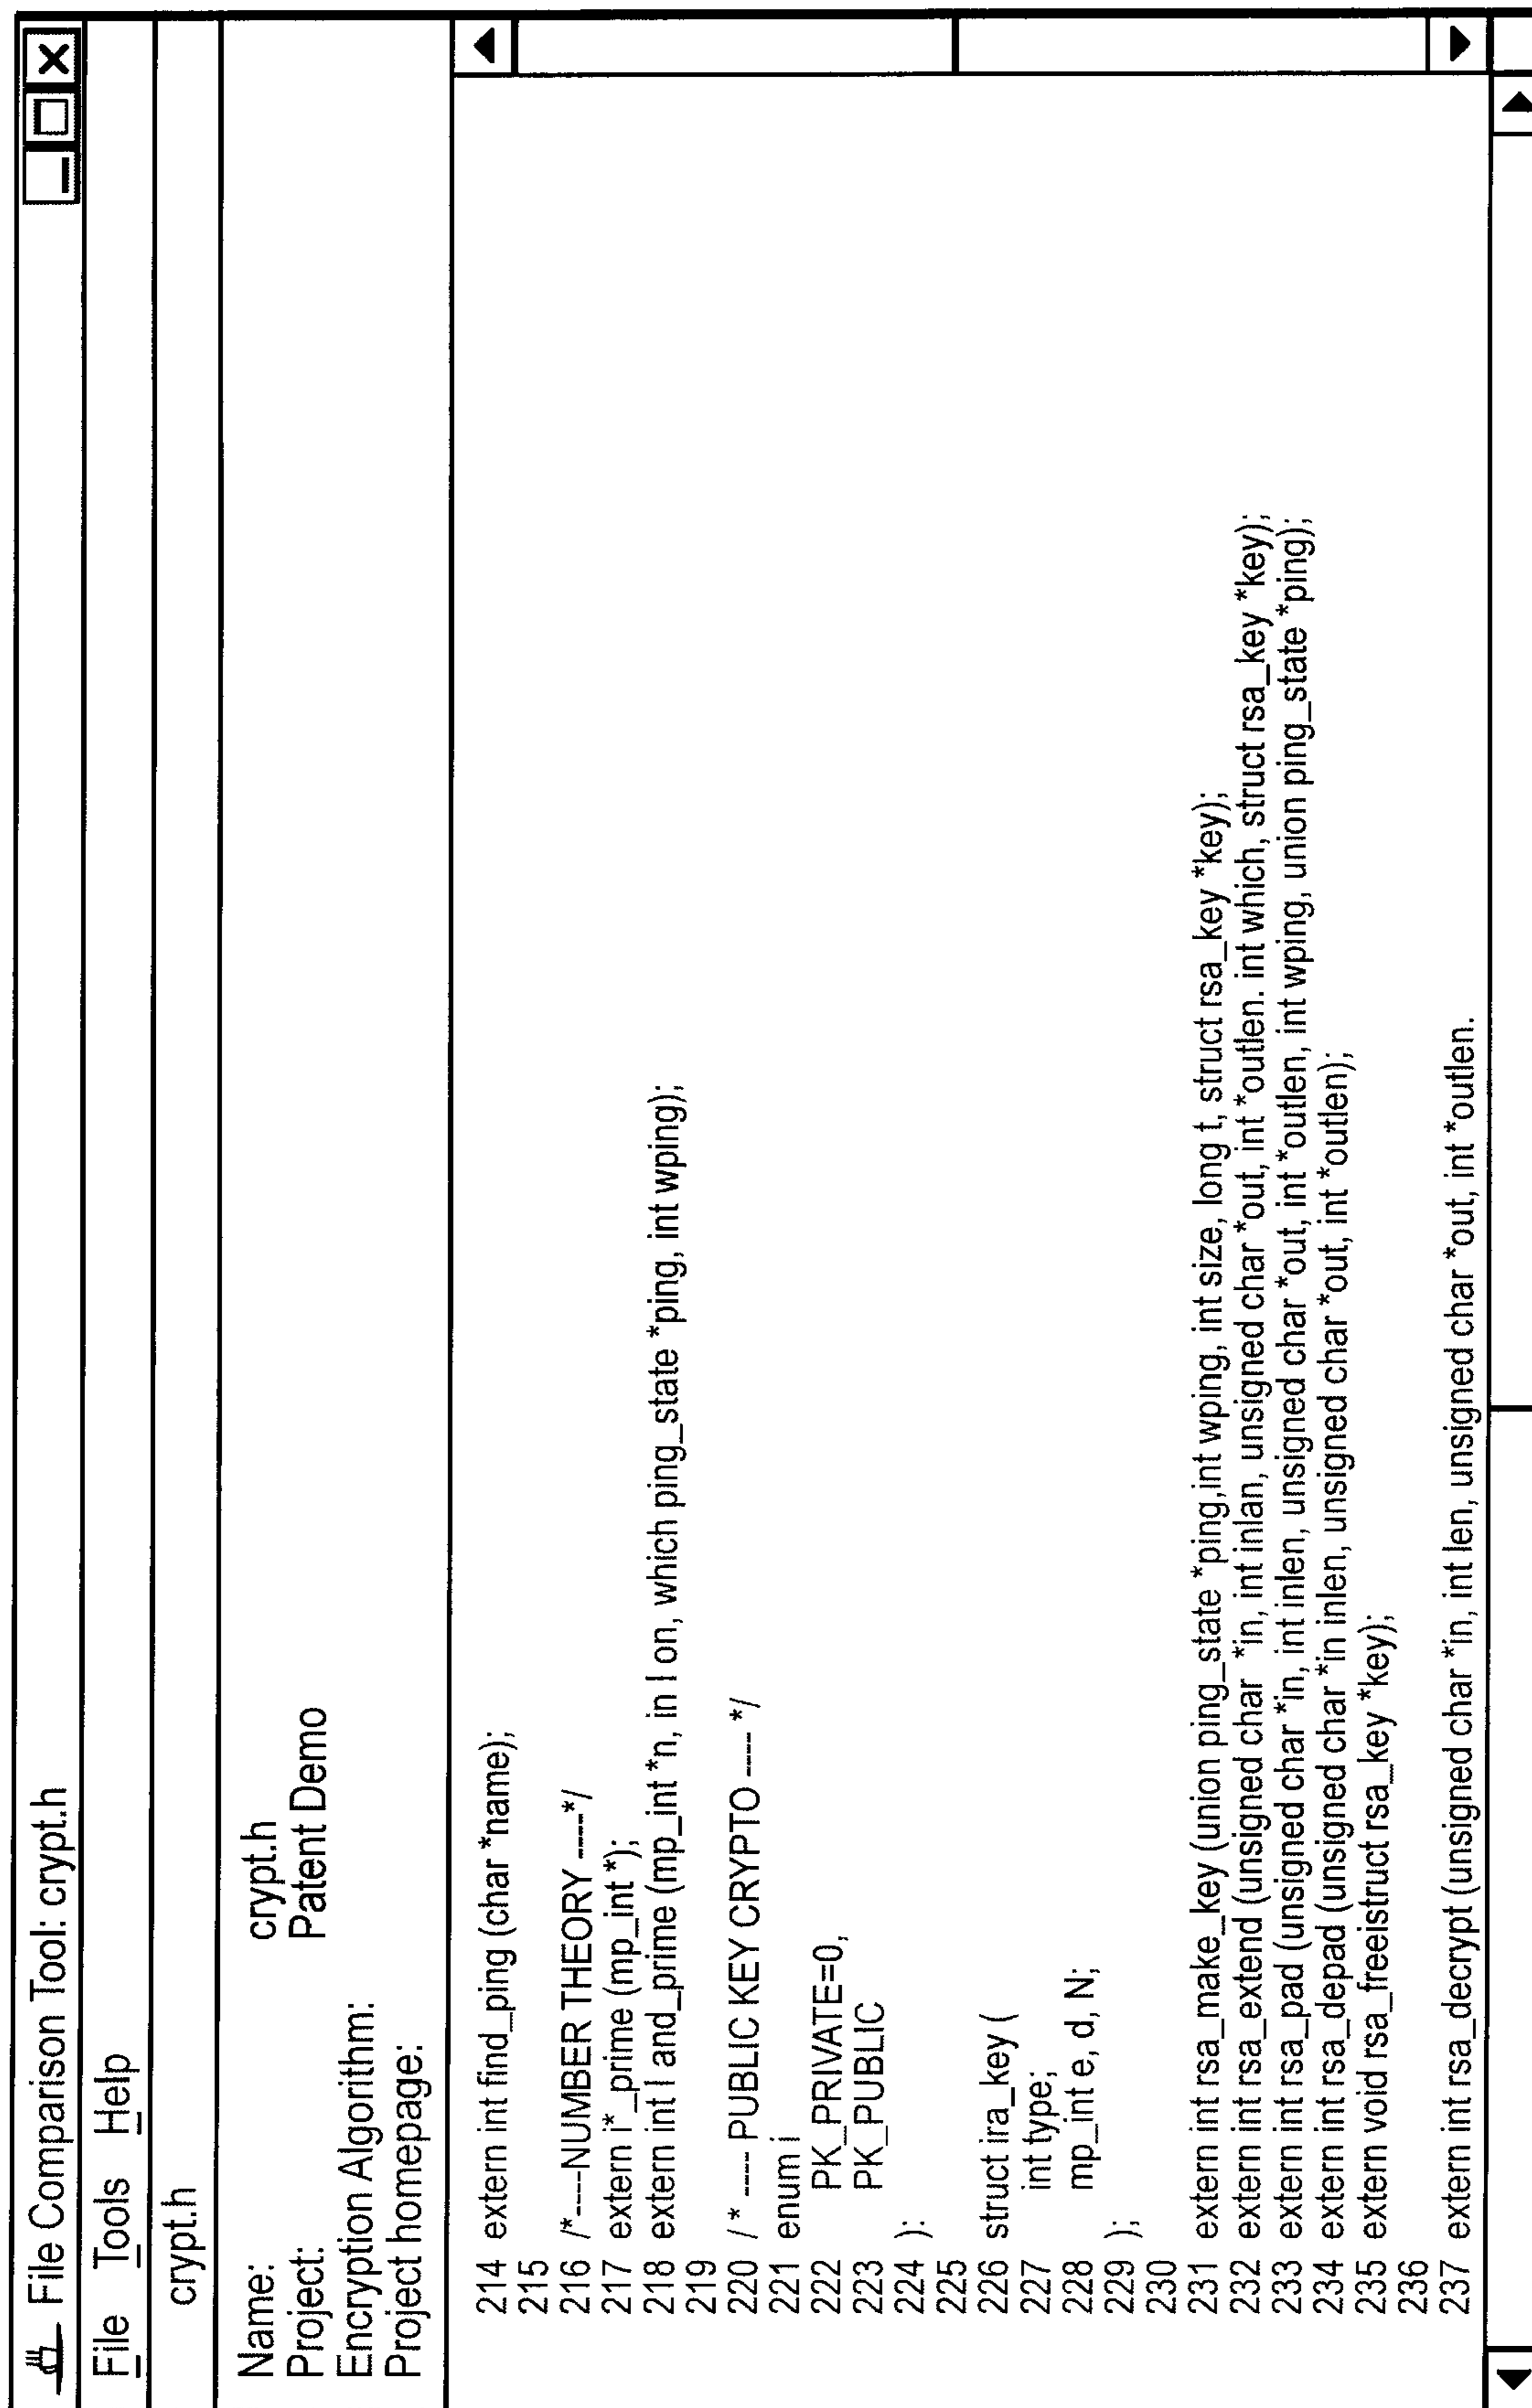 File Comparison Tool: crypt.h
File Tools Help
crypt.h
Name: crypt.h
Project: Patent Demo
Encryption Algorithm:
Project homepage:
214 extern int find_ping (char *name);
215
216 /*----NUMBER THEORY ----*/
217 extern i*_prime (mp_int *);
218 extern int l and_prime (mp_int *n, in l on, which ping_state *ping, int wping);
219
220 / * ---- PUBLIC KEY CRYPTO ---- */
221 enum i
222 PK_PRIVATE=0,
223 PK_PUBLIC
224 ):
225
226 struct ira_key (
227 int type;
228 mp_int e, d, N;
229 );
230
231 extern int rsa_make_key (union ping_state *ping,int wping, int size, long t, struct rsa_key *key);
232 extern int rsa_extend (unsigned char *in, int inlan, unsigned char *out, int *outlen. int which, struct rsa_key *key);
233 extern int rsa_pad (unsigned char *in, int inlen, unsigned char *out, int *outlen, int wping, union ping_state *ping);
234 extern int rsa_depad (unsigned char *in inlen, unsigned char *out, int *outlen);
235 extern void rsa_freeistruct rsa_key *key);
236
237 extern int rsa_decrypt (unsigned char *in, int len, unsigned char *out, int *outlen.